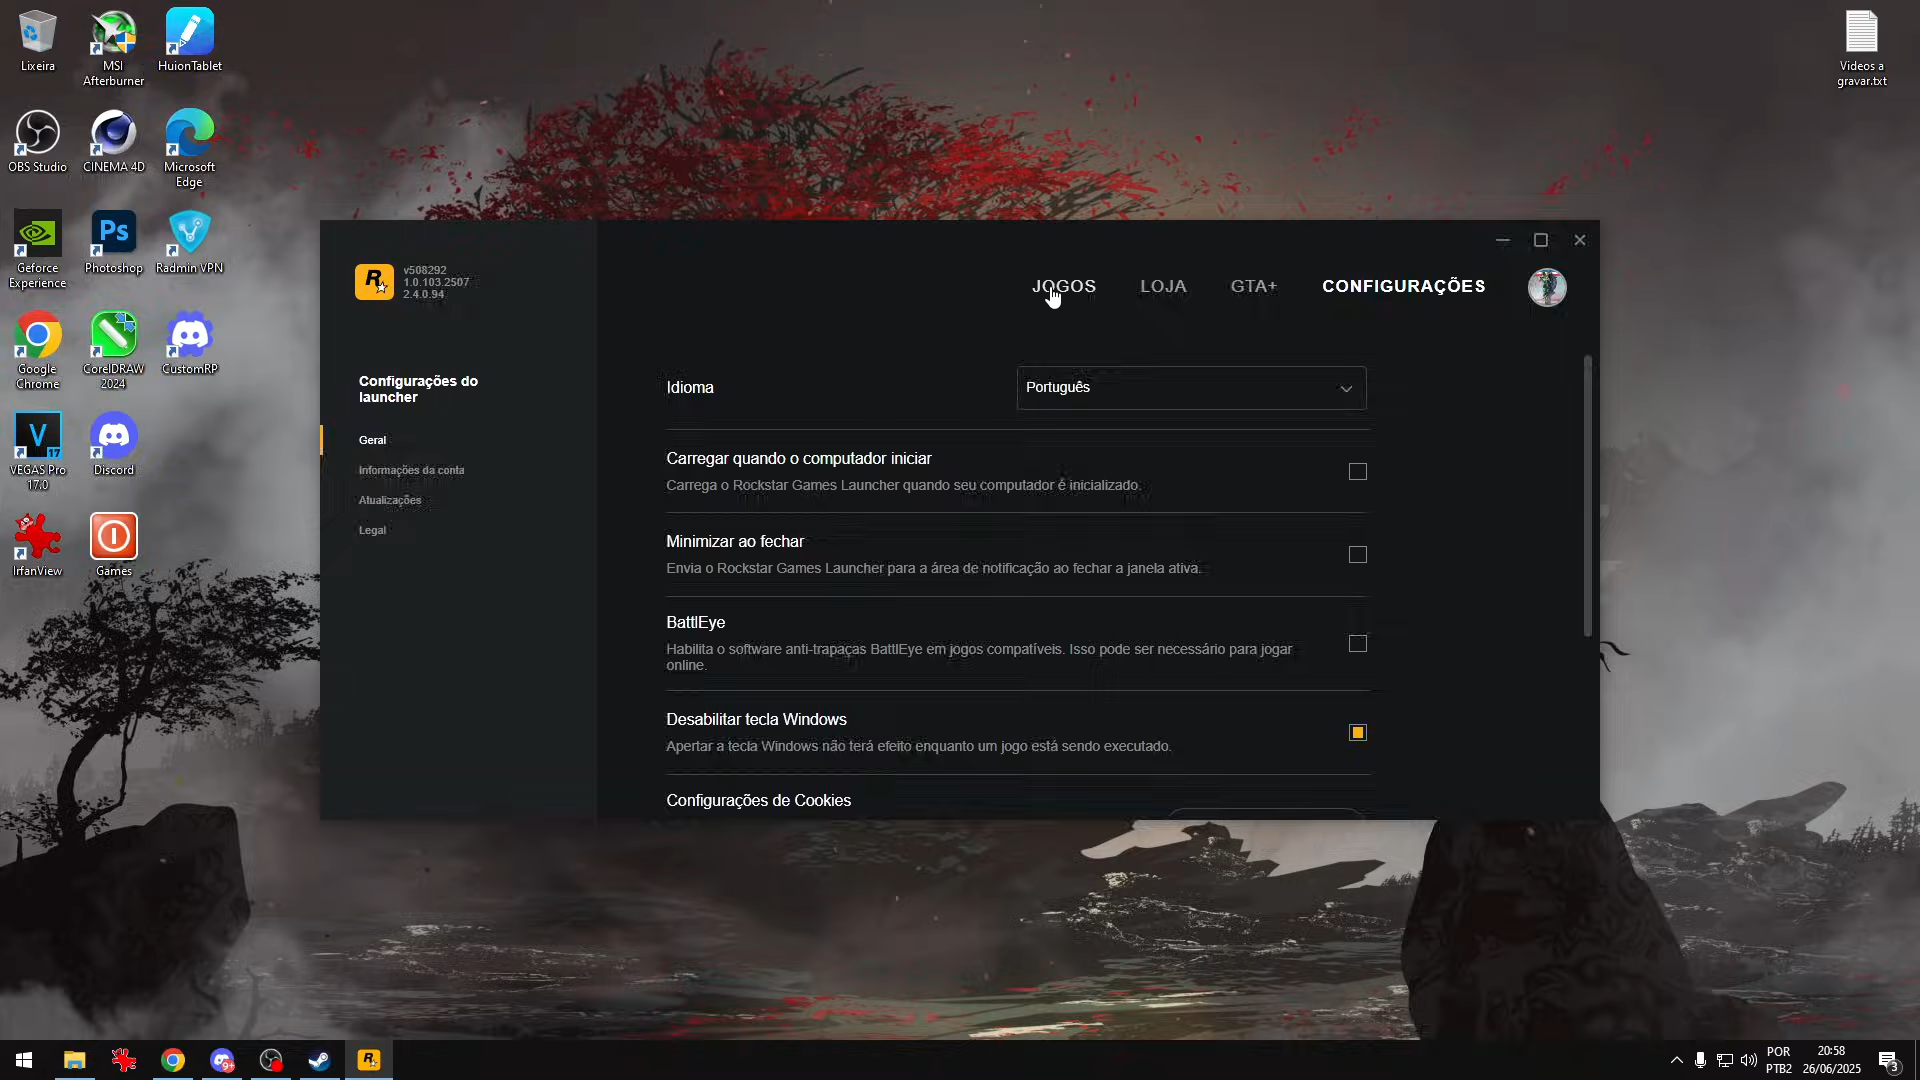 Lixeira
MSI
Afterburner
HuionTablet
OBS Studio
CINEMA 4D
Microsoft
Edge
Geforce
Experience
Ps
Photoshop
Radmin VPN
Google
Chrome
CorelDRAW
2024
CustomRP
V
17
VEGAS Pro
17.0
Discord
IrfanView
Games
Videos a
gravar.txt
R
v508292
1.0.103.2507
2.4.0.94
JOGOS
LOJA
GTA+
CONFIGURAÇÕES
Configurações do
launcher
Geral
Informações da conta
Atualizações
Legal
Idioma
Português
Carregar quando o computador iniciar
Carrega o Rockstar Games Launcher quando seu computador é inicializado.
Minimizar ao fechar
Envia o Rockstar Games Launcher para a área de notificação ao fechar a janela ativa.
BattlEye
Habilita o software anti-trapaças BattlEye em jogos compatíveis. Isso pode ser necessário para jogar
online.
Desabilitar tecla Windows
Apertar a tecla Windows não terá efeito enquanto um jogo está sendo executado.
Configurações de Cookies
9+
R
POR
PTB2
20:58
26/06/2025
3